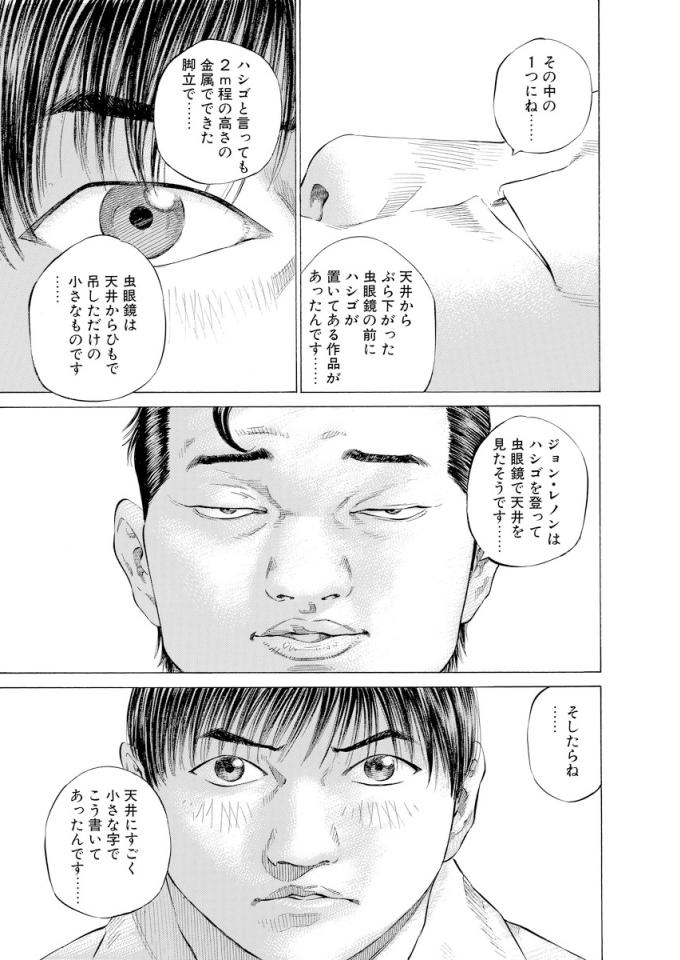 その中の
１つにね……
天井から
ぶら下がった
虫眼鏡の前に
ハシゴが
置いてある作品が
あったんです……
ハシゴと言っても
２ｍ程の高さの
金属でできた
脚立で……
虫眼鏡は
天井からひもで
吊しただけの
小さなものです
……
ジョン・レノンは
ハシゴを登って
虫眼鏡で天井を
見たそうです……
そしたらね
……
天井にすごく
小さな字で
こう書いて
あったんです……